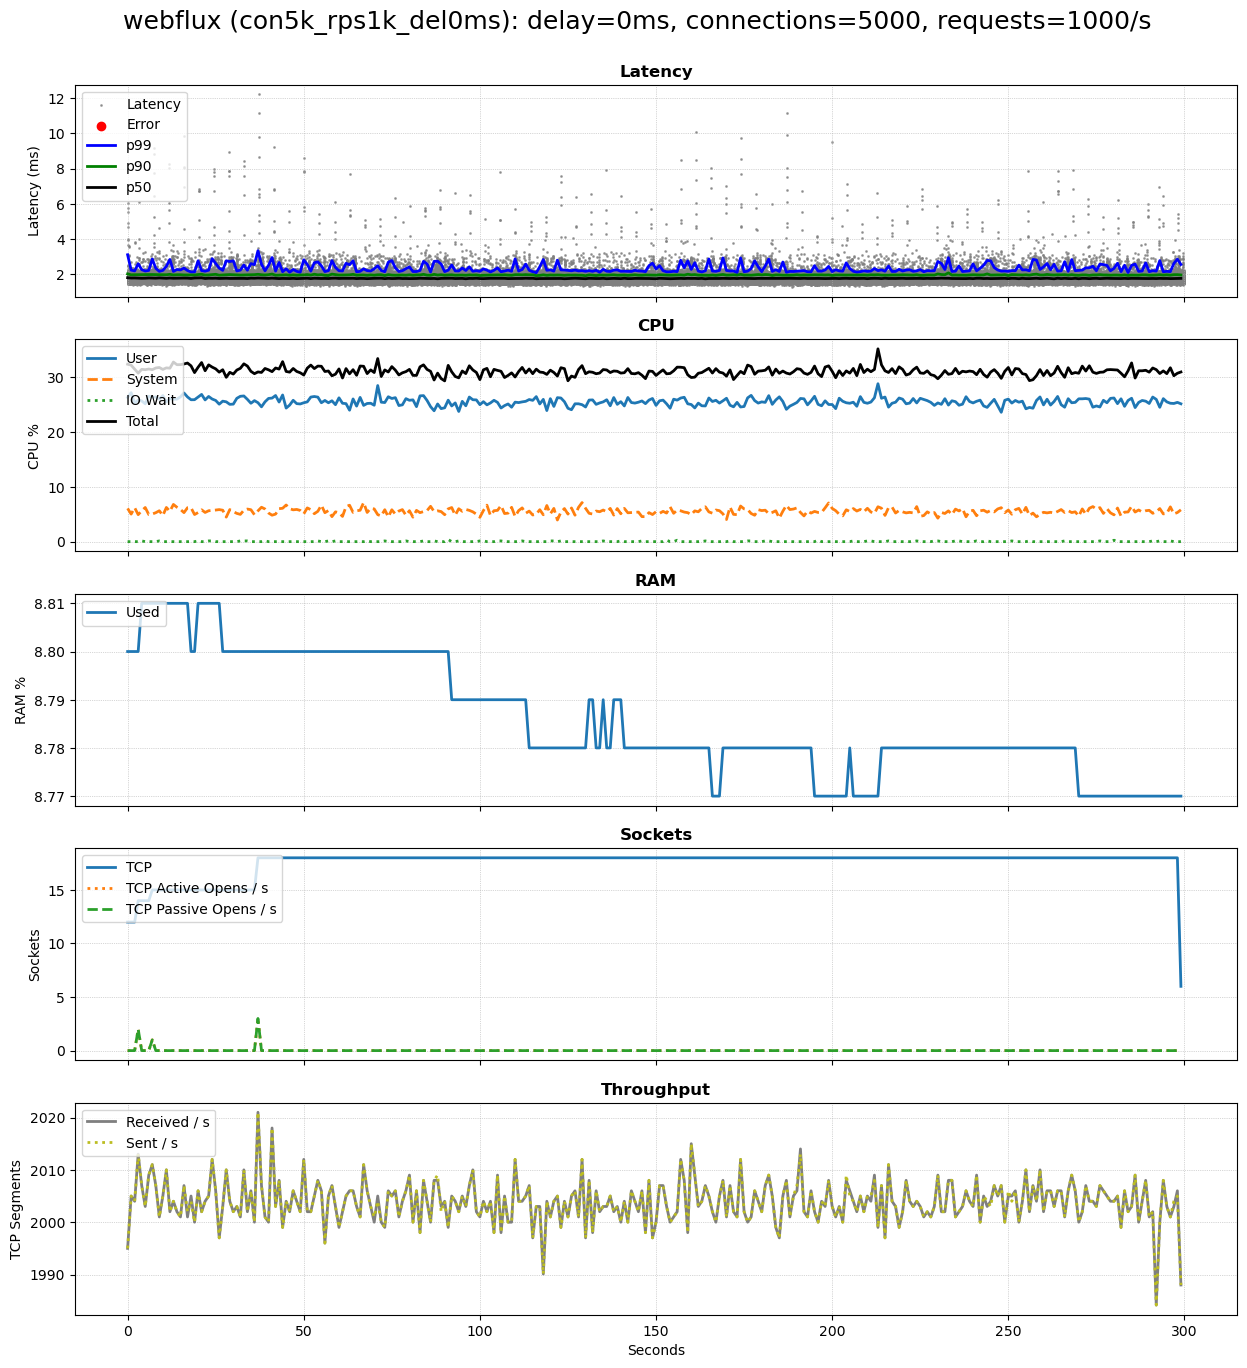 webflux (con5k_rps1k_del0ms): delay=0ms, connections=5000, requests=1000/s
Latency
12
10
8
6
4
2
Latency (ms)
Latency
Error
p99
p90
p50
CPU
30
20
10
0
CPU %
User
System
IO Wait
Total
RAM
8.81
8.80
8.79
8.78
8.77
RAM %
Used
Sockets
15
10
5
0
Sockets
TCP
TCP Active Opens / s
TCP Passive Opens / s
Throughput
2020
2010
2000
1990
TCP Segments
Received / s
Sent / s
0 50 100 150 200 250 300
Seconds